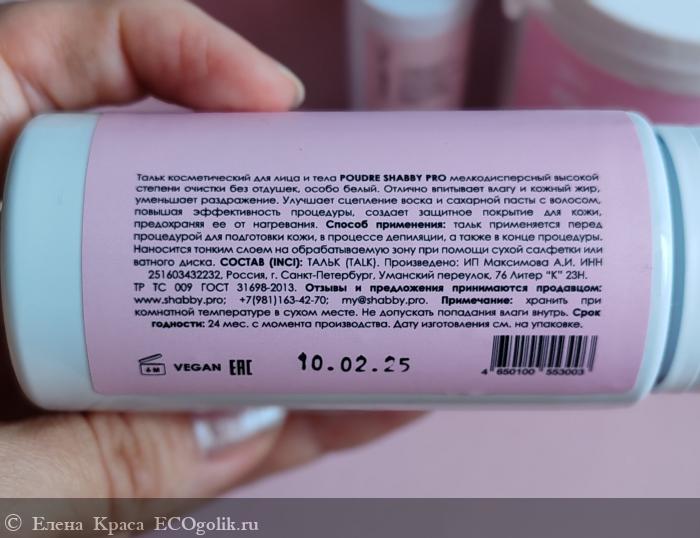 Тальк косметический для лица и тела POUDRE SHABBY PRO мелкодисперсный высокой
степени очистки без отдушек, особо белый. Отлично впитывает влагу и кожный жир,
уменьшает раздражение. Улучшает сцепление воска и сахарной пасты с волосом,
повышая эффективность процедуры, создает защитное покрытие для кожи,
предохраняя ее от нагревания. Способ применения: тальк применяется перед
процедурой для подготовки кожи, в процессе депиляции, а также в конце процедуры.
Наносится тонким слоем на обрабатываемую зону при помощи сухой салфетки или
ватного диска. СОСТАВ (INCI): ТАЛЬК (TALK). Произведено: ИП Максимова А.И. ИНН
251603432232, Россия, г. Санкт-Петербург, Уманский переулок, 76 Литер "К" 23Н.
ТР ТС 009 ГОСТ 31698-2013. Отзывы и предложения принимаются продавцом:
www.shabby.pro; +7(981)163-42-70; my@shabby.pro. Примечание: хранить при
комнатной температуре в сухом месте. Не допускать попадания влаги внутрь. Срок
годности: 24 мес. с момента производства. Дату изготовления см. на упаковке.
6 M VEGAN EAC 10.02.25
4 650100 553003
© Елена Краса ECOgolik.ru